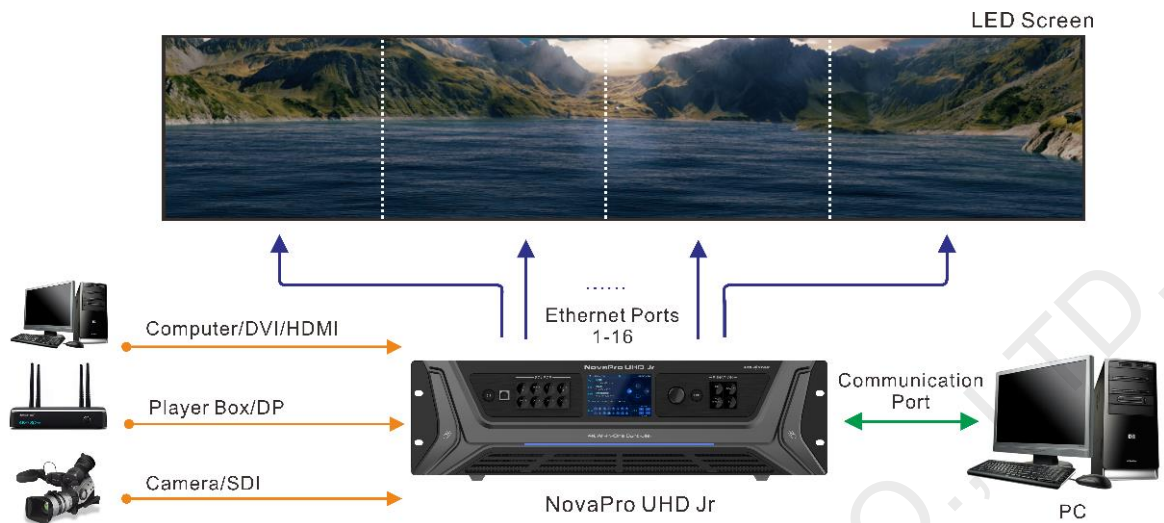 LED Screen
......
Ethernet Ports
1-16
Computer/DVI/HDMI
Player Box/DP
Camera/SDI
NovaPro UHD Jr
Communication
Port
NovaPro UHD Jr
PC
O.,LTD.